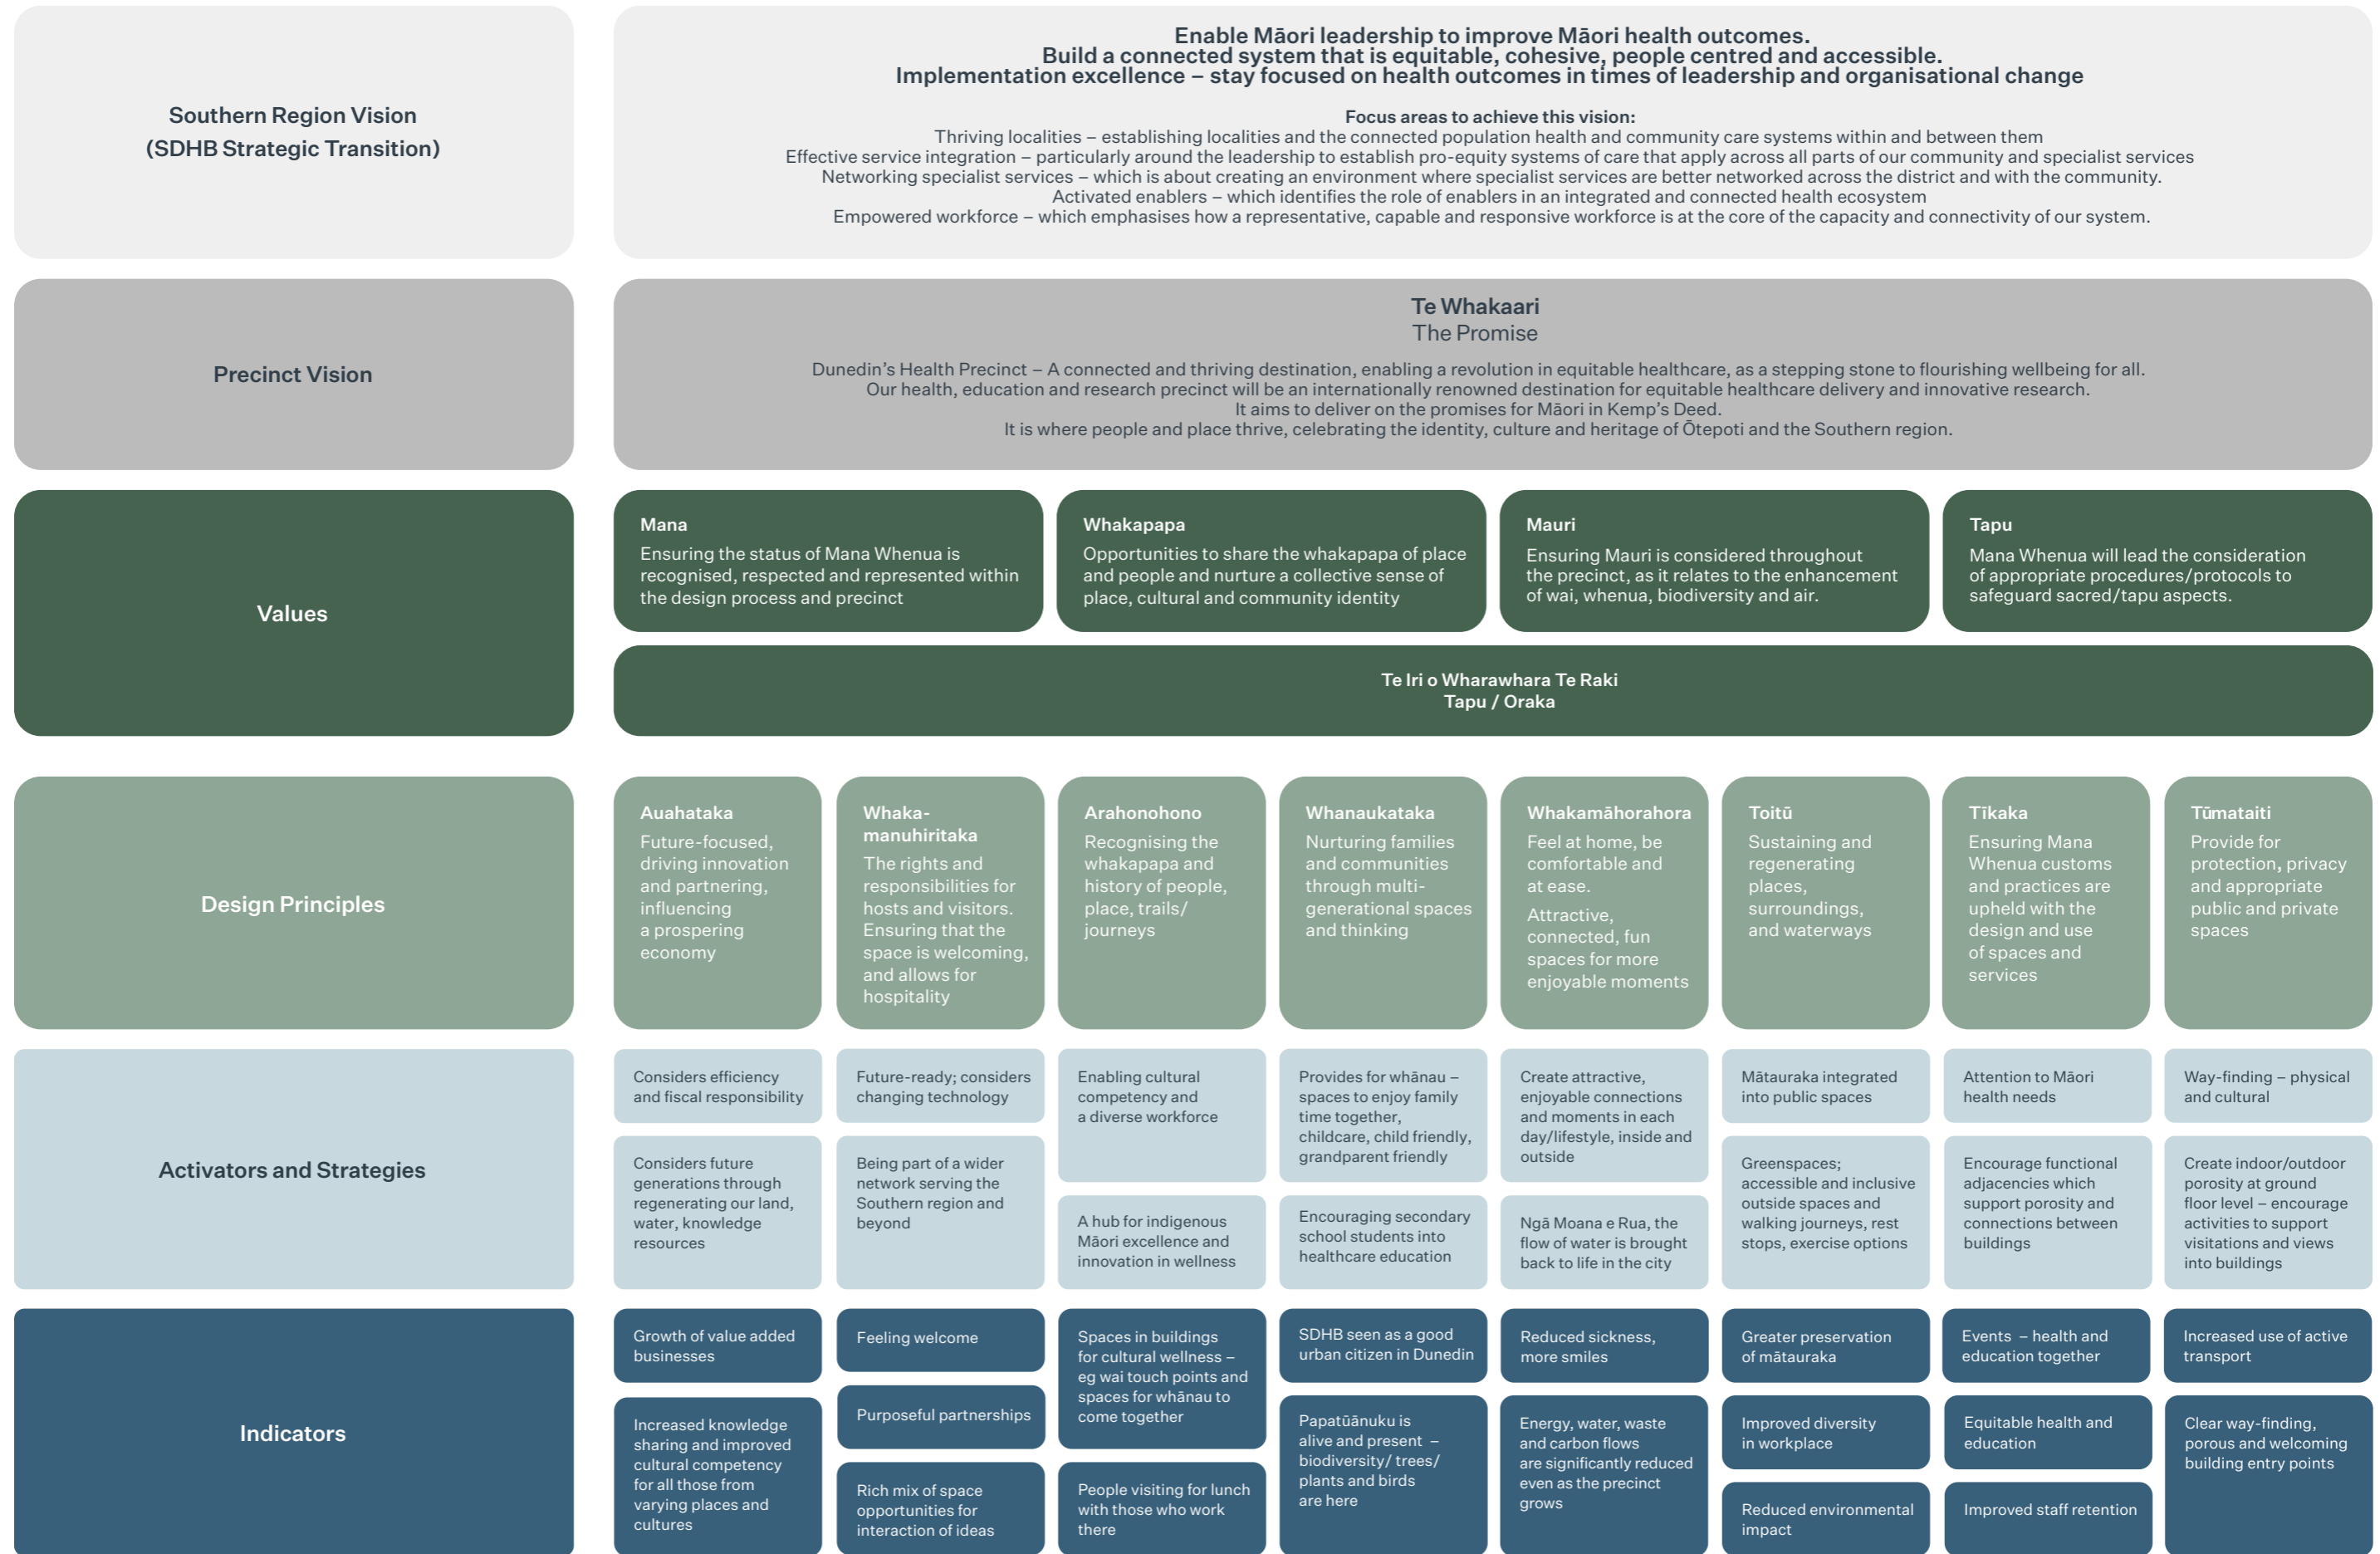 Southern Region Vision
(SDHB Strategic Transition)
Enable Māori leadership to improve Māori health outcomes.
Build a connected system that is equitable, cohesive, people centred and accessible.
Implementation excellence – stay focused on health outcomes in times of leadership and organisational change
Focus areas to achieve this vision:
Thriving localities – establishing localities and the connected population health and community care systems within and between them
Effective service integration – particularly around the leadership to establish pro-equity systems of care that apply across all parts of our community and specialist services
Networking specialist services – which is about creating an environment where specialist services are better networked across the district and with the community.
Activated enablers – which identifies the role of enablers in an integrated and connected health ecosystem
Empowered workforce – which emphasises how a representative, capable and responsive workforce is at the core of the capacity and connectivity of our system.
Precinct Vision
Te Whakaari
The Promise
Dunedin's Health Precinct – A connected and thriving destination, enabling a revolution in equitable healthcare, as a stepping stone to flourishing wellbeing for all.
Our health, education and research precinct will be an internationally renowned destination for equitable healthcare delivery and innovative research.
It aims to deliver on the promises for Māori in Kemp's Deed.
It is where people and place thrive, celebrating the identity, culture and heritage of Ōtepoti and the Southern region.
Values
Mana
Ensuring the status of Mana Whenua is
recognised, respected and represented within
the design process and precinct
Whakapapa
Opportunities to share the whakapapa of place
and people and nurture a collective sense of
place, cultural and community identity
Mauri
Ensuring Mauri is considered throughout
the precinct, as it relates to the enhancement
of wai, whenua, biodiversity and air.
Tapu
Mana Whenua will lead the consideration
of appropriate procedures/protocols to
safeguard sacred/tapu aspects.
Te Iri o Wharawhara Te Raki
Tapu / Oraka
Design Principles
Auahataka
Future-focused,
driving innovation
and partnering,
influencing
a prospering
economy
Whaka-
manuhiritaka
The rights and
responsibilities for
hosts and visitors.
Ensuring that the
space is welcoming,
and allows for
hospitality
Arahonohono
Recognising the
whakapapa and
history of people,
place, trails/
journeys
Whanaukataka
Nurturing families
and communities
through multi-
generational spaces
and thinking
Whakamāhorahora
Feel at home, be
comfortable and
at ease.
Attractive,
connected, fun
spaces for more
enjoyable moments
Toitū
Sustaining and
regenerating
places,
surroundings,
and waterways
Tīkaka
Ensuring Mana
Whenua customs
and practices are
upheld with the
design and use
of spaces and
services
Tūmataiti
Provide for
protection, privacy
and appropriate
public and private
spaces
Activators and Strategies
Considers efficiency
and fiscal responsibility
Considers future
generations through
regenerating our land,
water, knowledge
resources
Future-ready; considers
changing technology
Being part of a wider
network serving the
Southern region and
beyond
Enabling cultural
competency and
a diverse workforce
A hub for indigenous
Māori excellence and
innovation in wellness
Provides for whānau –
spaces to enjoy family
time together,
childcare, child friendly,
grandparent friendly
Encouraging secondary
school students into
healthcare education
Create attractive,
enjoyable connections
and moments in each
day/lifestyle, inside and
outside
Ngā Moana e Rua, the
flow of water is brought
back to life in the city
Mātauraka integrated
into public spaces
Greenspaces;
accessible and inclusive
outside spaces and
walking journeys, rest
stops, exercise options
Attention to Māori
health needs
Encourage functional
adjacencies which
support porosity and
connections between
buildings
Way-finding – physical
and cultural
Create indoor/outdoor
porosity at ground
floor level – encourage
activities to support
visitations and views
into buildings
Indicators
Growth of value added
businesses
Increased knowledge
sharing and improved
cultural competency
for all those from
varying places and
cultures
Feeling welcome
Purposeful partnerships
Rich mix of space
opportunities for
interaction of ideas
Spaces in buildings
for cultural wellness –
eg wai touch points and
spaces for whānau to
come together
People visiting for lunch
with those who work
there
SDHB seen as a good
urban citizen in Dunedin
Papatūānuku is
alive and present –
biodiversity/ trees/
plants and birds
are here
Reduced sickness,
more smiles
Energy, water, waste
and carbon flows
are significantly reduced
even as the precinct
grows
Greater preservation
of mātauraka
Improved diversity
in workplace
Reduced environmental
impact
Events – health and
education together
Equitable health and
education
Improved staff retention
Increased use of active
transport
Clear way-finding,
porous and welcoming
building entry points